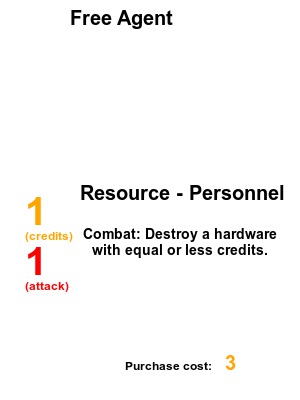 Free Agent
Resource - Personnel
1
(credits)
Combat: Destroy a hardware
with equal or less credits.
1
(attack)
Purchase cost: 3